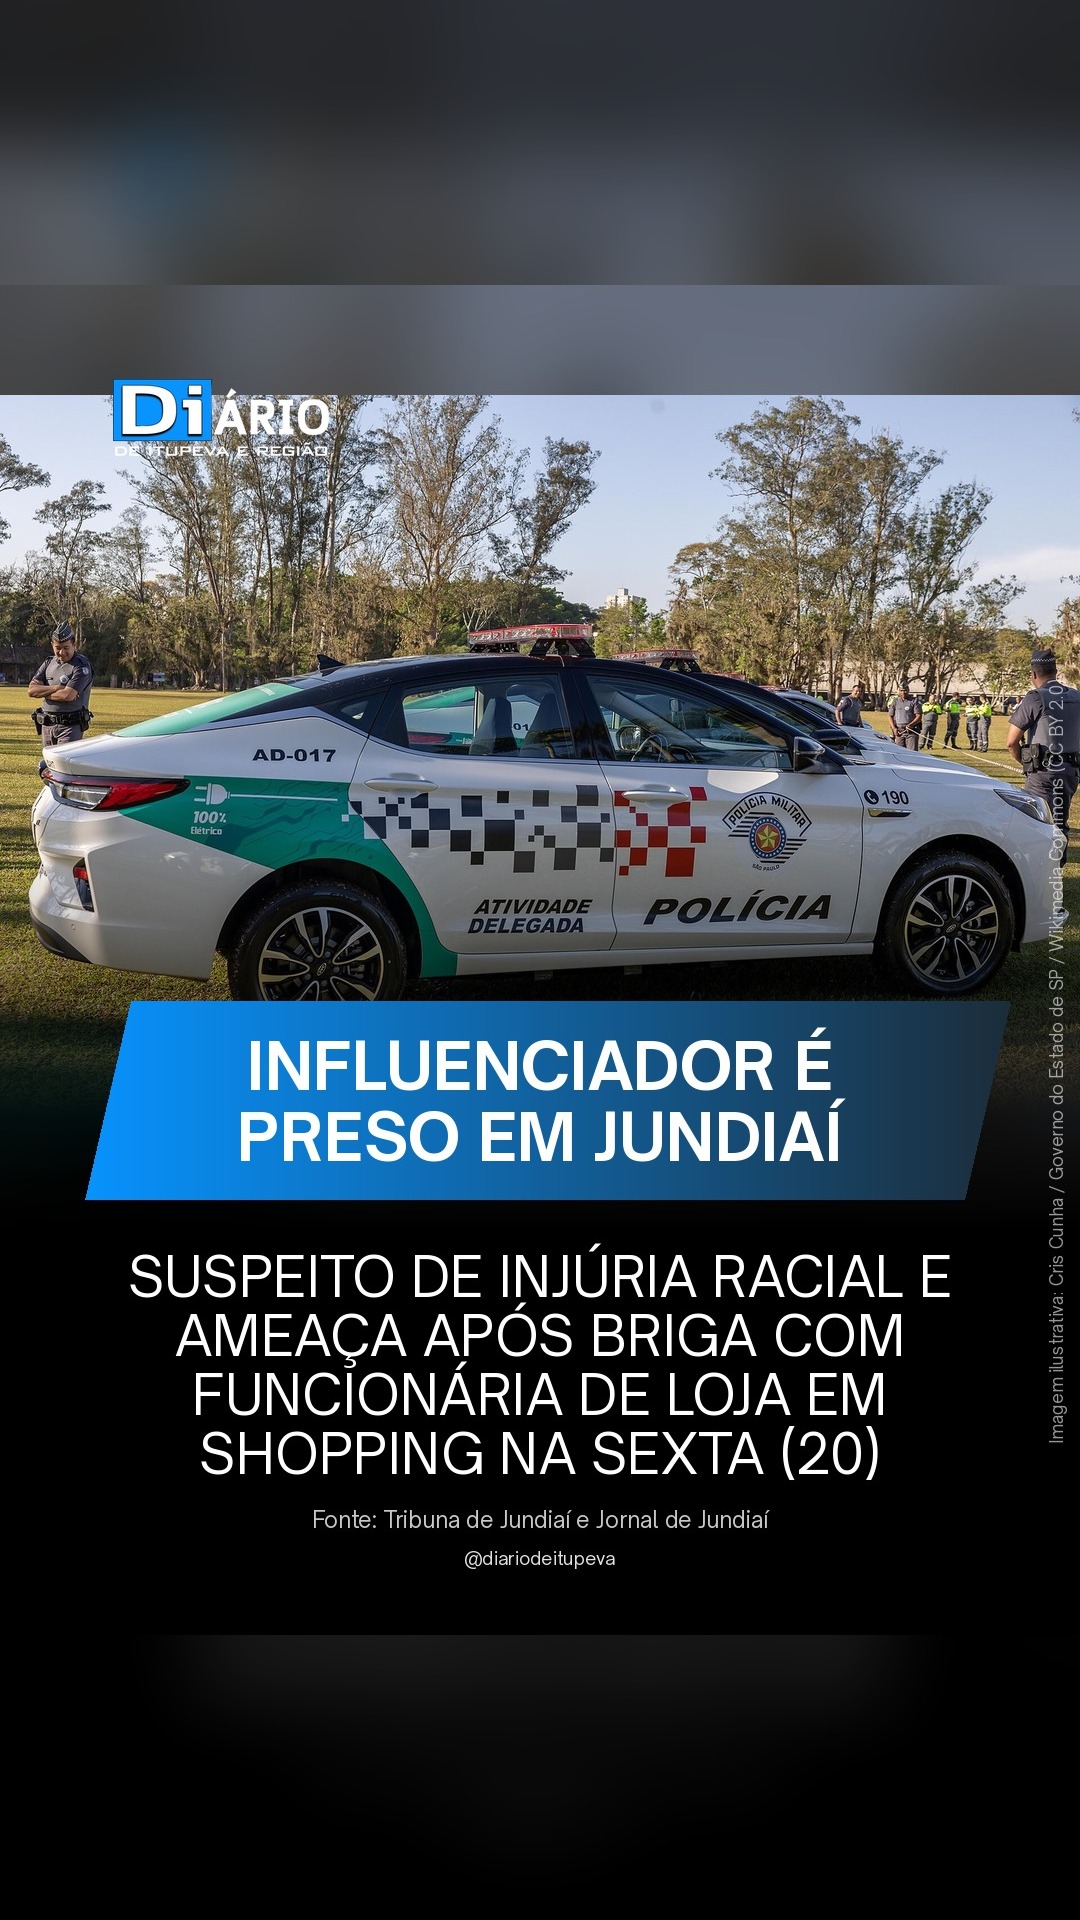 DiÁRIO
DE ITUPEVA E REGIÃO
AD-017
100%
Elétrico
190
POLÍCIA MILITAR
SÃO PAULO
ATIVIDADE
DELEGADA
POLÍCIA
INFLUENCIADOR É
PRESO EM JUNDIAÍ
SUSPEITO DE INJÚRIA RACIAL E
AMEAÇA APÓS BRIGA COM
FUNCIONÁRIA DE LOJA EM
SHOPPING NA SEXTA (20)
Fonte: Tribuna de Jundiaí e Jornal de Jundiaí
@diariodeitupeva
Imagem ilustrativa: Cris Cunha / Governo do Estado de SP / Wikimedia Commons (CC BY 2.0)